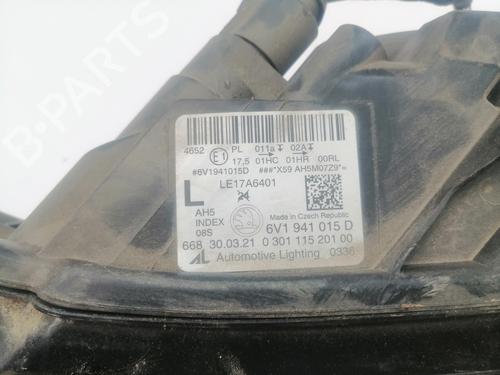 4652 E1 PL 011a 02A
17,5 01HC 01HR 00RL
#6V1941015D ###*X59 AH5M07Z9*=
L LE17A6401
24
AH5
INDEX
08S
Made in Czech Republic
6V1 941 015 D
668 30.03.21 0 301 115 201 00
AL Automotive Lighting 0336
B-PARTS